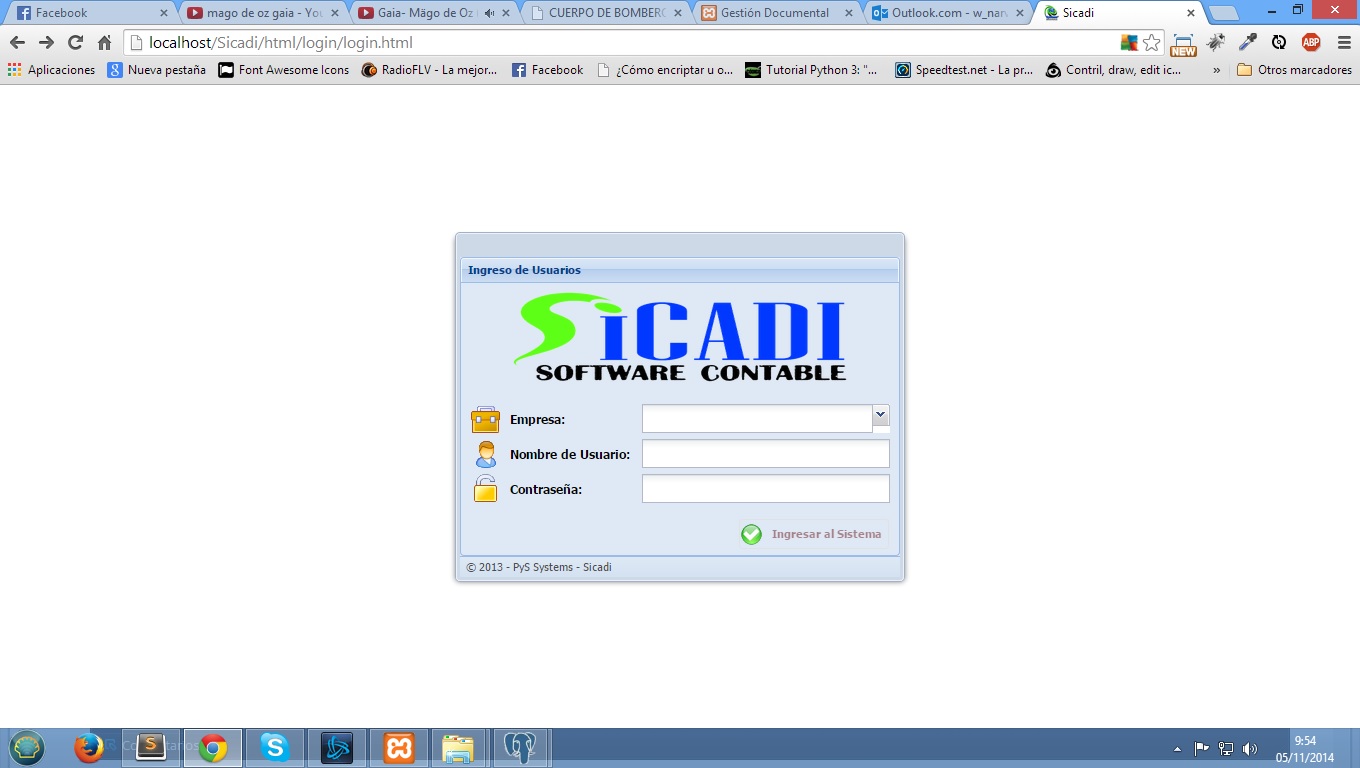 Facebook
mago de oz gaia - You
Gaia- Mägo de Oz
CUERPO DE BOMBERO
Gestión Documental
Outlook.com - w_narv
Sicadi
localhost/Sicadi/html/login/login.html
NEW
ABP
Aplicaciones
Nueva pestaña
Font Awesome Icons
RadioFLV - La mejor...
Facebook
¿Cómo encriptar u o...
Tutorial Python 3: "...
Speedtest.net - La pr...
Contril, draw, edit ic...
»
Otros marcadores
Ingreso de Usuarios
SiCADI
SOFTWARE CONTABLE
Empresa:
Nombre de Usuario:
Contraseña:
Ingresar al Sistema
© 2013 - PyS Systems - Sicadi
9:54
05/11/2014